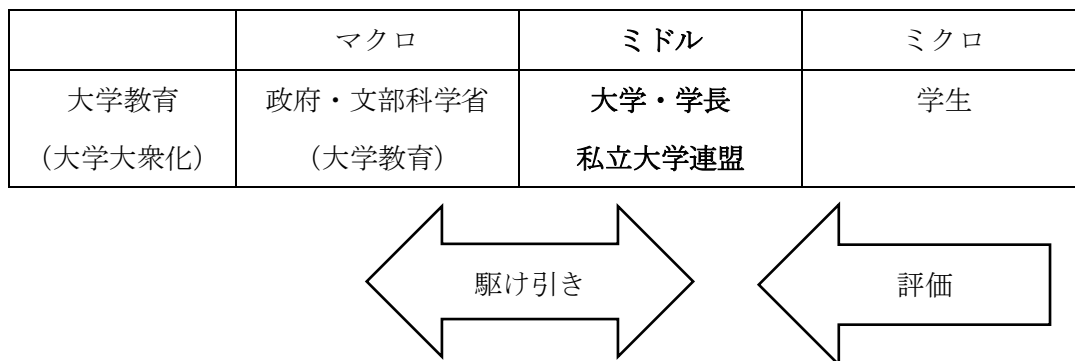 マクロ ミドル ミクロ
大学教育 政府・文部科学省 大学・学長 学生
（大学大衆化） （大学教育） 私立大学連盟
駆け引き 評価